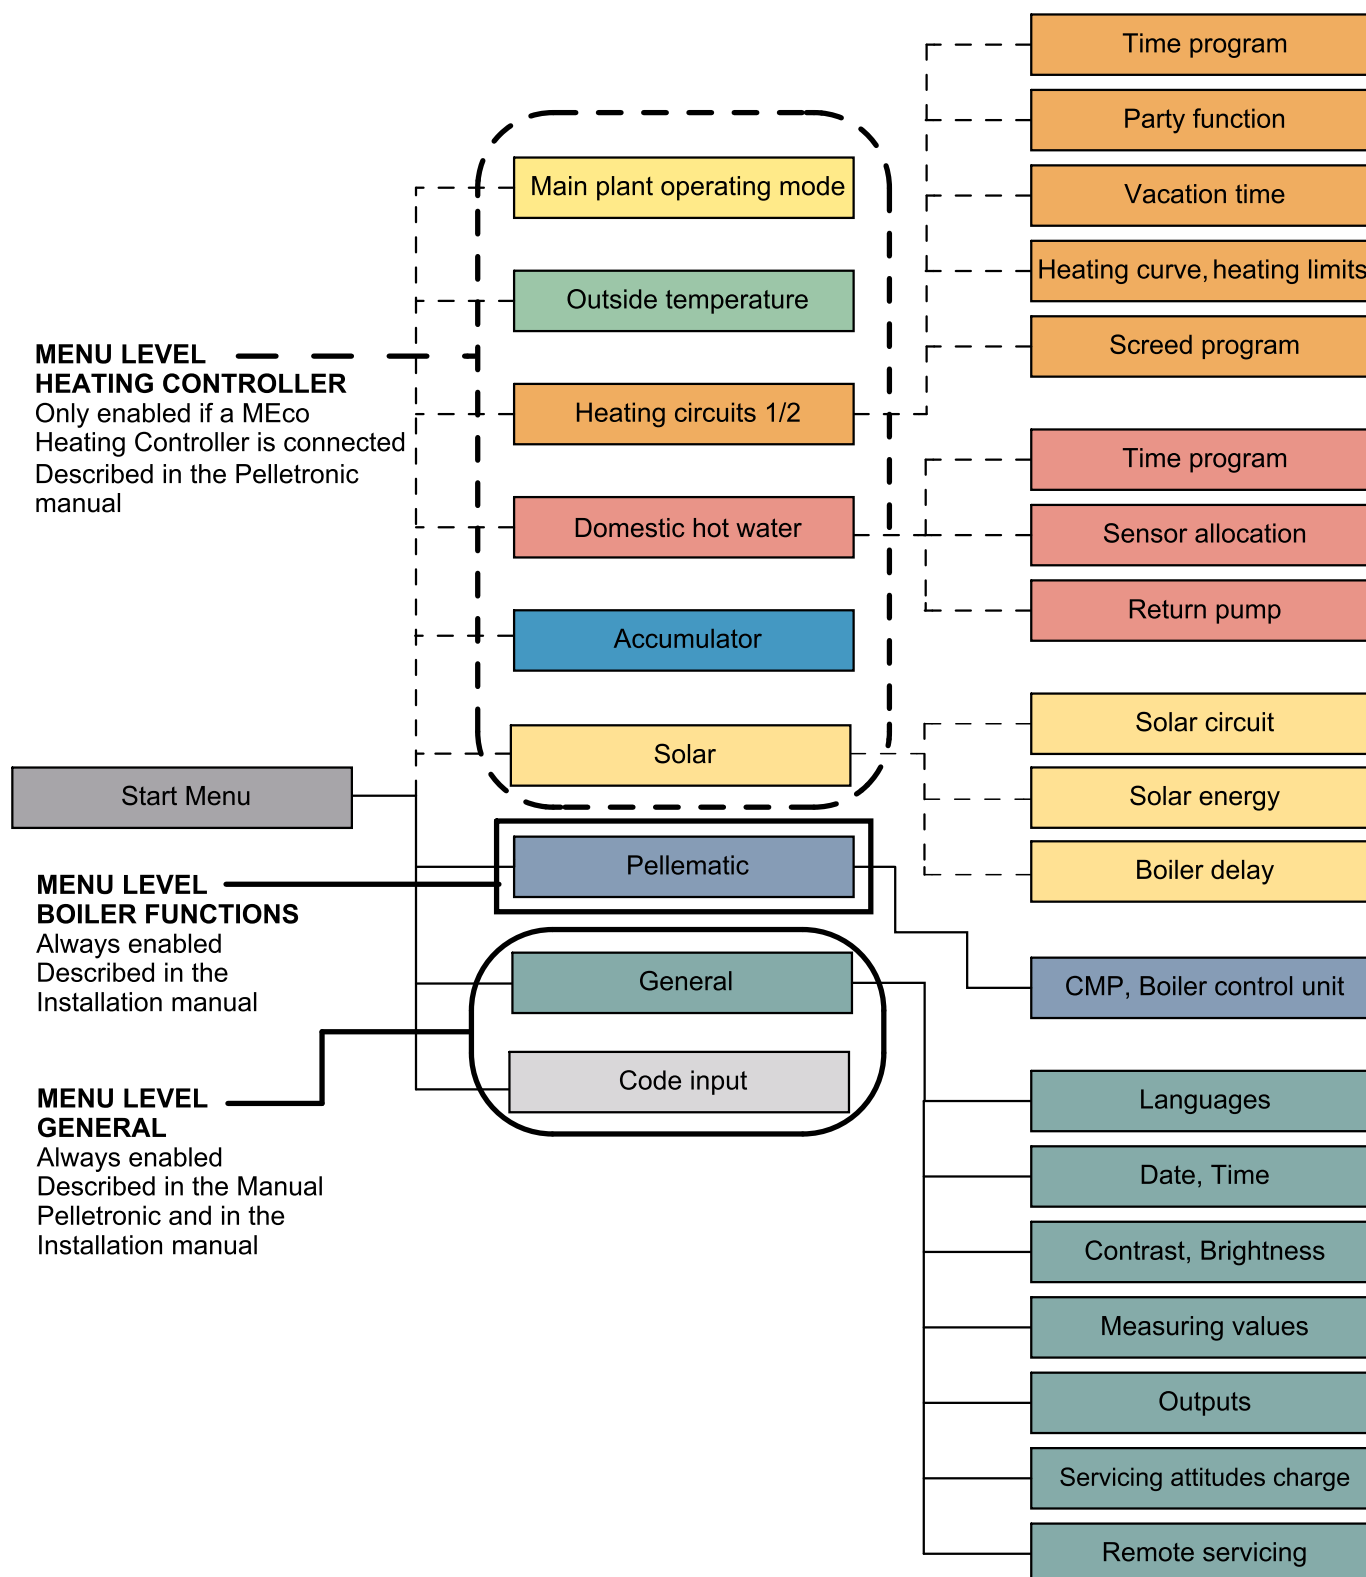 Time program
Party function
Vacation time
Heating curve, heating limits
Screed program
Main plant operating mode
Outside temperature
Heating circuits 1/2
Domestic hot water
Accumulator
Solar
MENU LEVEL
HEATING CONTROLLER
Only enabled if a MEco
Heating Controller is connected
Described in the Pelletronic
manual
Time program
Sensor allocation
Return pump
Solar circuit
Solar energy
Boiler delay
Start Menu
Pellematic
General
Code input
MENU LEVEL
BOILER FUNCTIONS
Always enabled
Described in the
Installation manual
CMP, Boiler control unit
MENU LEVEL
GENERAL
Always enabled
Described in the Manual
Pelletronic and in the
Installation manual
Languages
Date, Time
Contrast, Brightness
Measuring values
Outputs
Servicing attitudes charge
Remote servicing